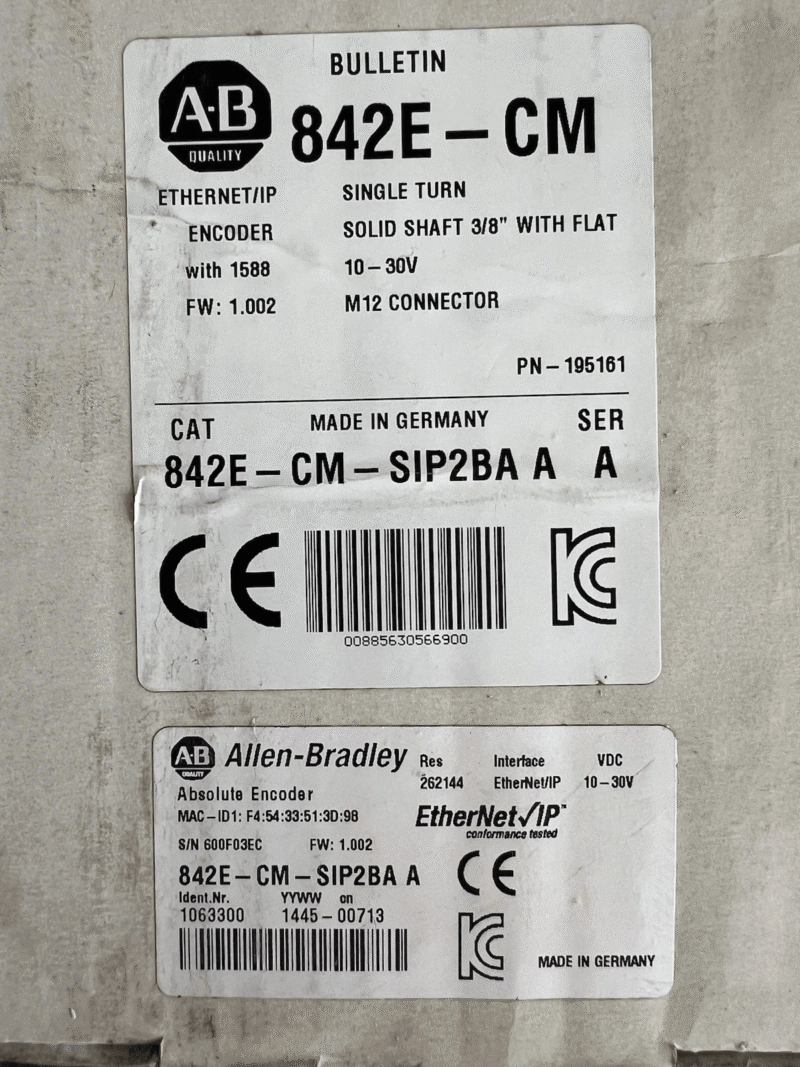 BULLETIN
A-B
QUALITY
842E-CM
ETHERNET/IP
ENCODER
with 1588
FW: 1.002
SINGLE TURN
SOLID SHAFT 3/8" WITH FLAT
10-30V
M12 CONNECTOR
PN-195161
CAT MADE IN GERMANY SER
842E-CM-SIP2BA A A
CE
00885630566900
A-B QUALITY Allen-Bradley
Absolute Encoder
Res Interface VDC
262144 EtherNet/IP 10-30V
MAC-ID1: F4:54:33:51:3D:98
EtherNet/IP™
conformance tested
S/N 600F03EC FW: 1.002
842E-CM-SIP2BA A
CE
Ident.Nr. YYWW cn
1063300 1445-00713
MADE IN GERMANY